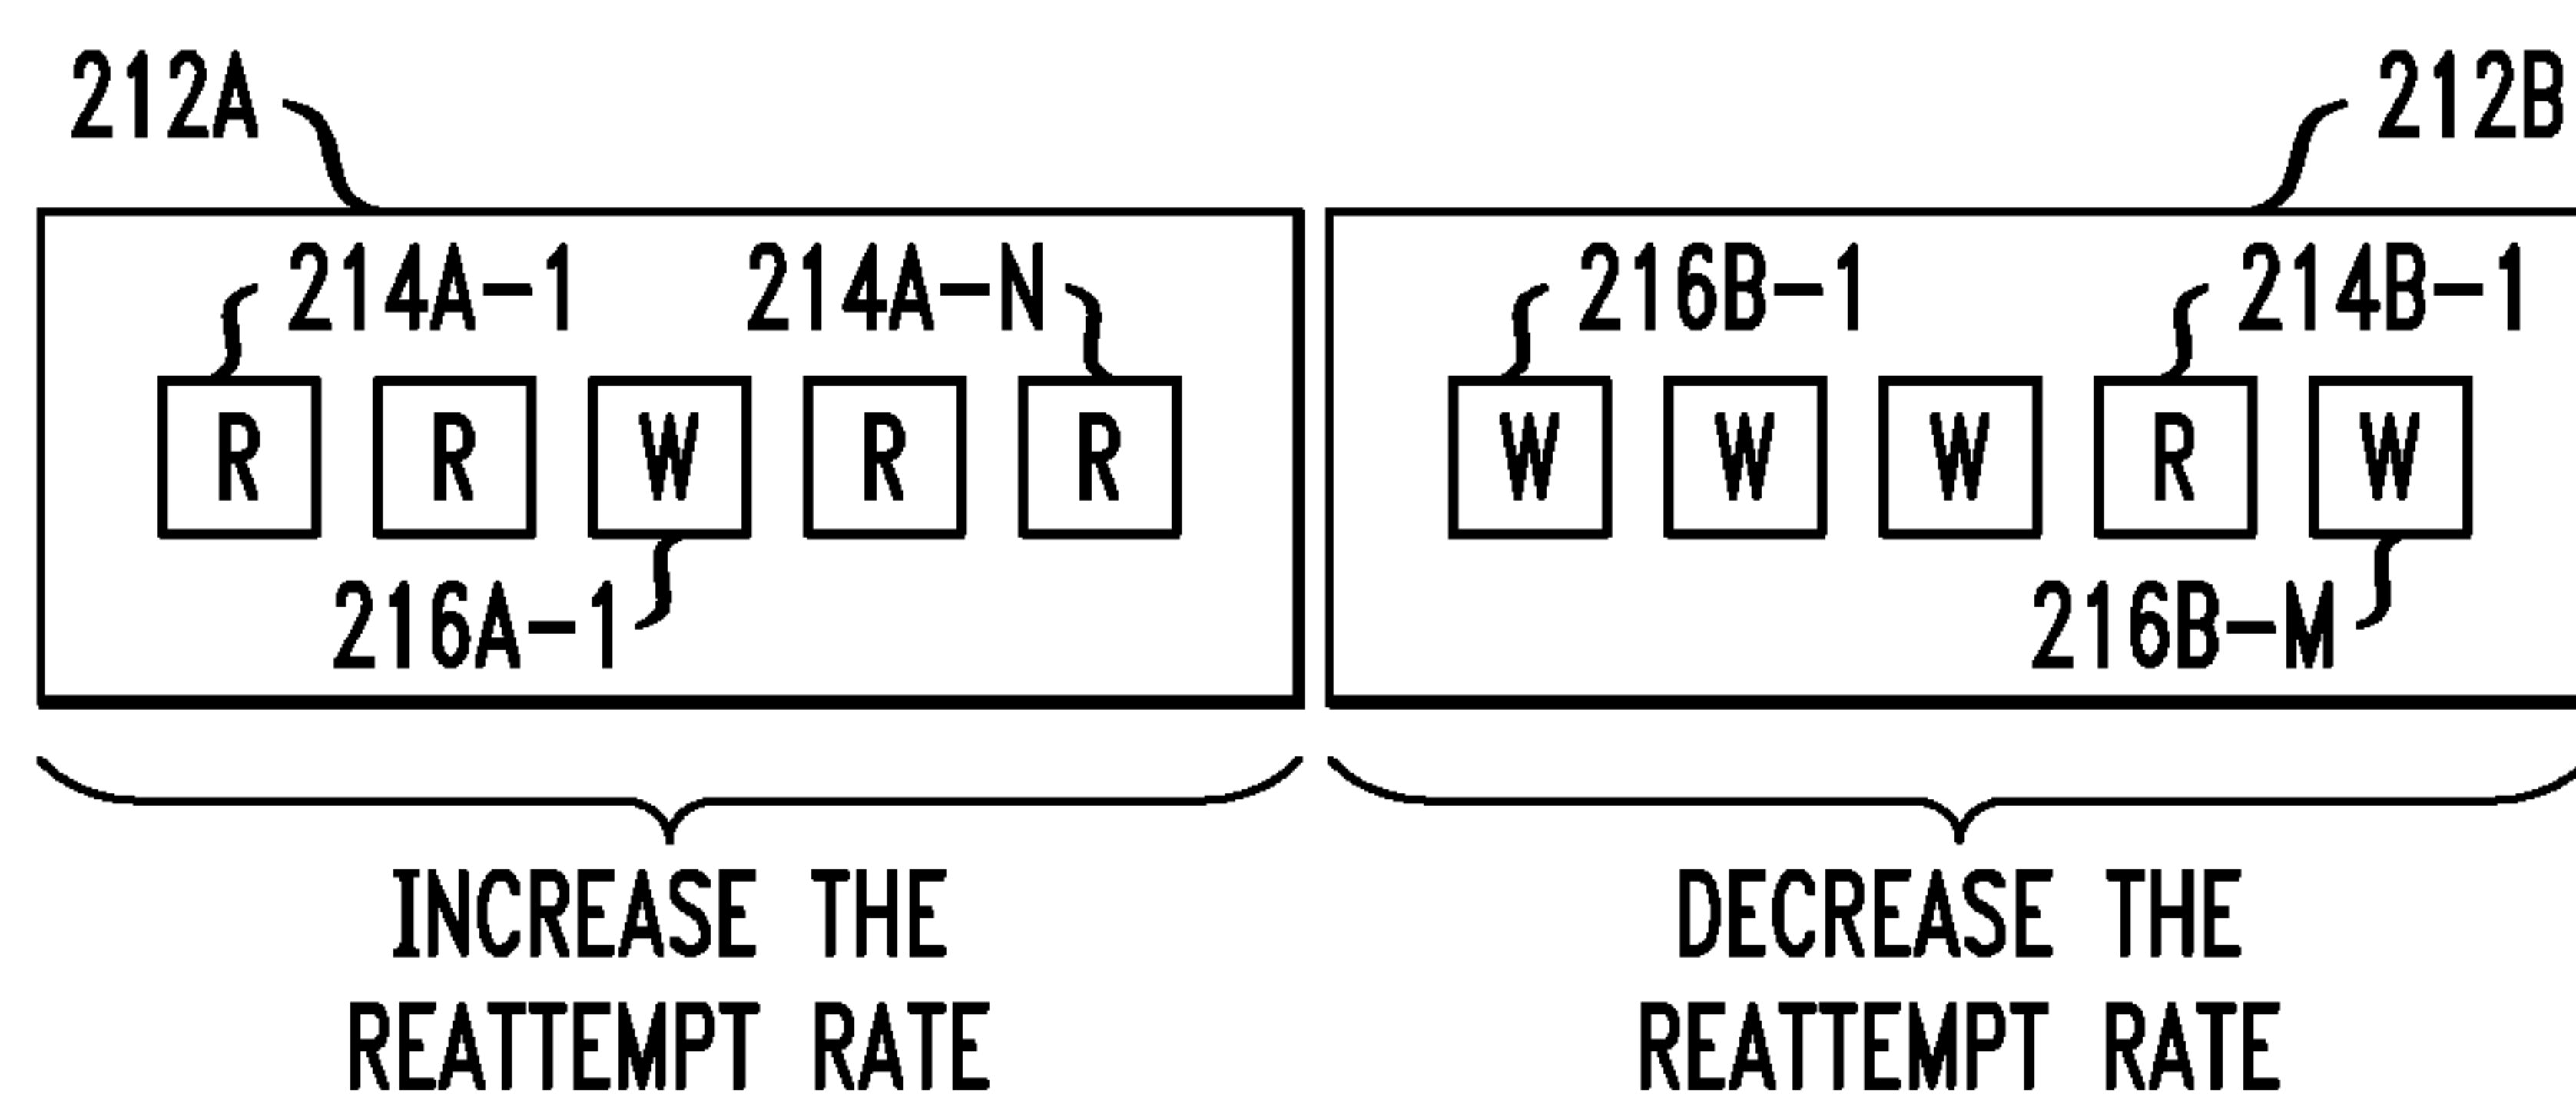 212A 212B
214A-1 214A-N 216B-1 214B-1
R R W R R W W W R W
216A-1 216B-M
INCREASE THE DECREASE THE
REATTEMPT RATE REATTEMPT RATE